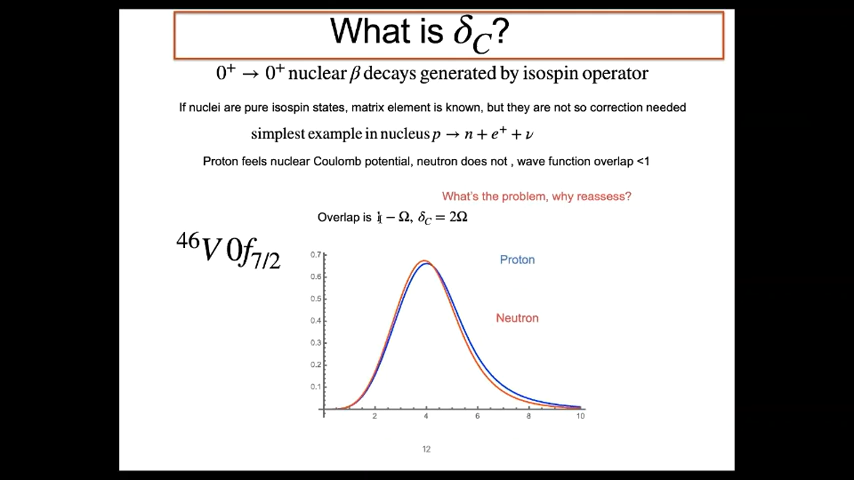 What is δ_C?
0⁺ → 0⁺ nuclear β decays generated by isospin operator
If nuclei are pure isospin states, matrix element is known, but they are not so correction needed
simplest example in nucleus p → n + e⁺ + ν
Proton feels nuclear Coulomb potential, neutron does not , wave function overlap <1
What's the problem, why reassess?
Overlap is 1 − Ω, δ_C = 2Ω
⁴⁶V 0f₇/₂
Proton
Neutron
0.7
0.6
0.5
0.4
0.3
0.2
0.1
2 4 6 8 10
12